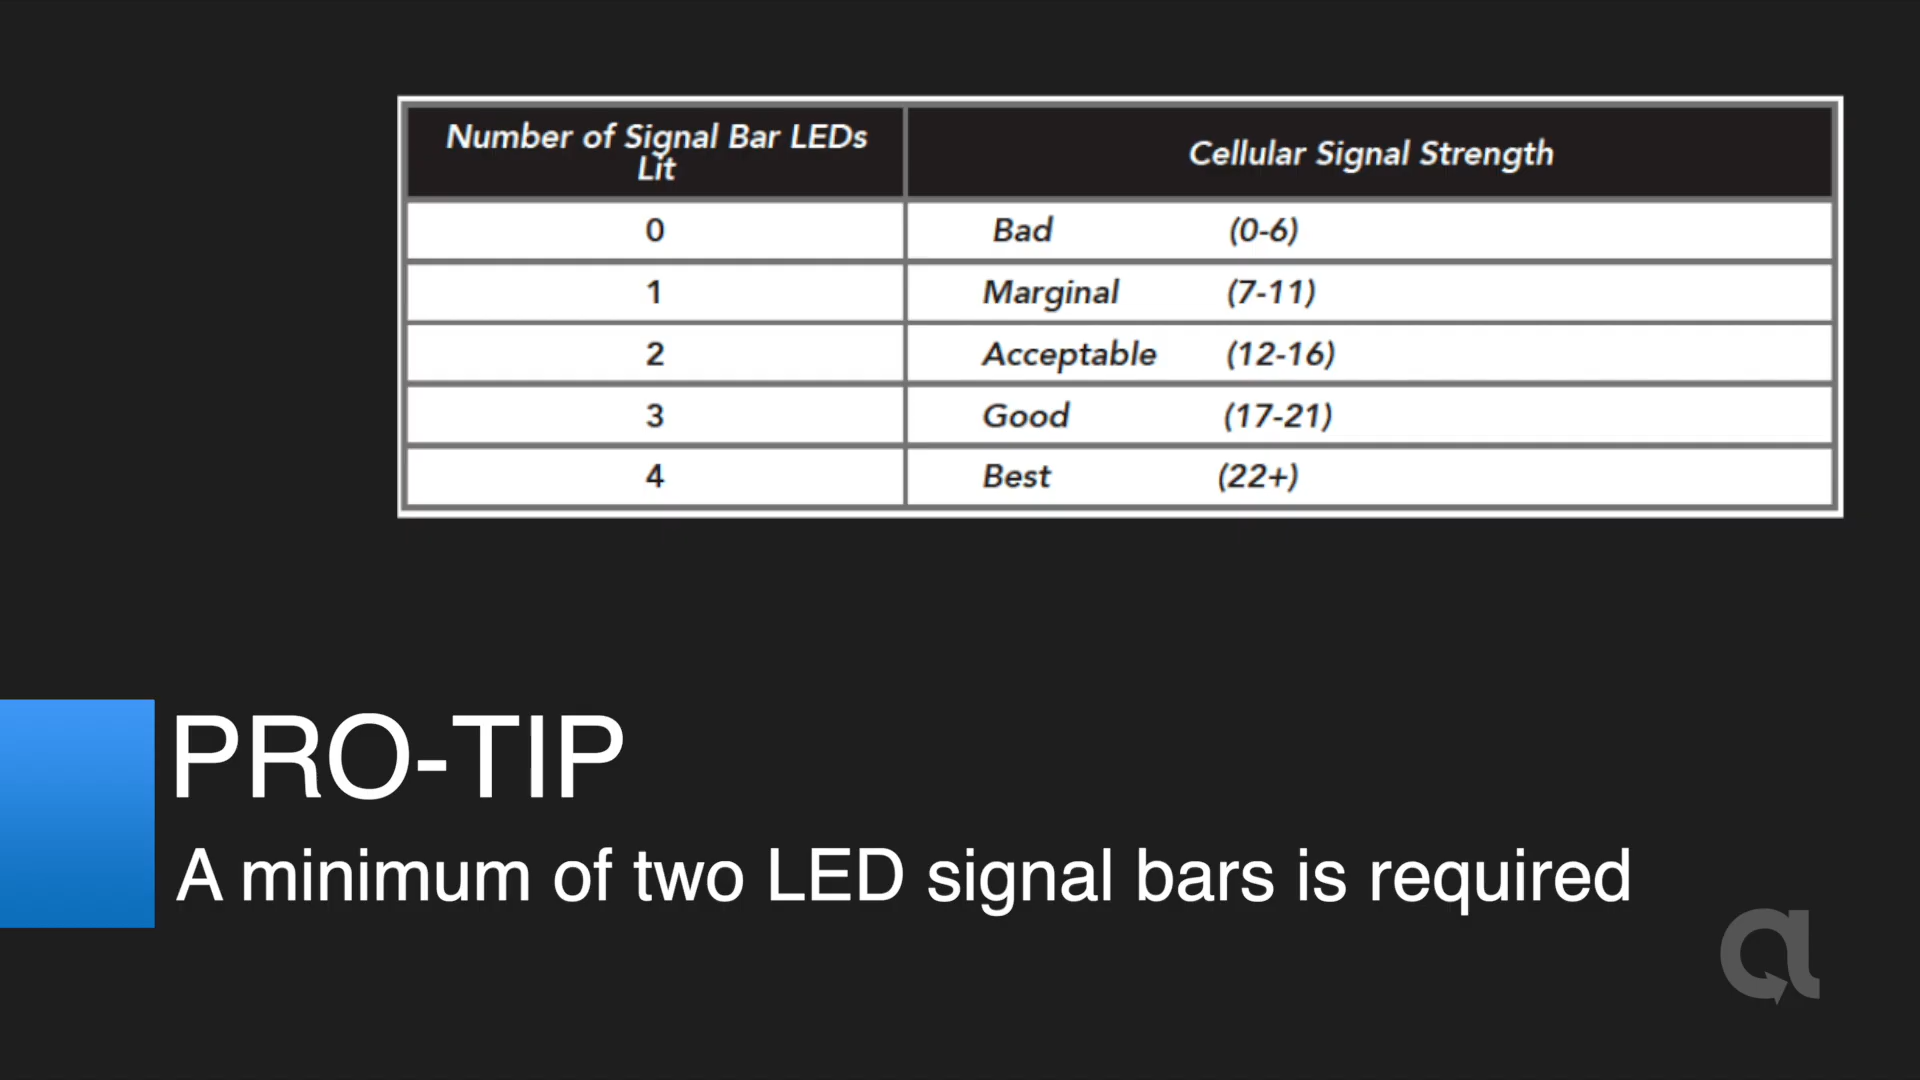 Number of Signal Bar LEDs
Lit
Cellular Signal Strength
0 Bad (0-6)
1 Marginal (7-11)
2 Acceptable (12-16)
3 Good (17-21)
4 Best (22+)
PRO-TIP
A minimum of two LED signal bars is required